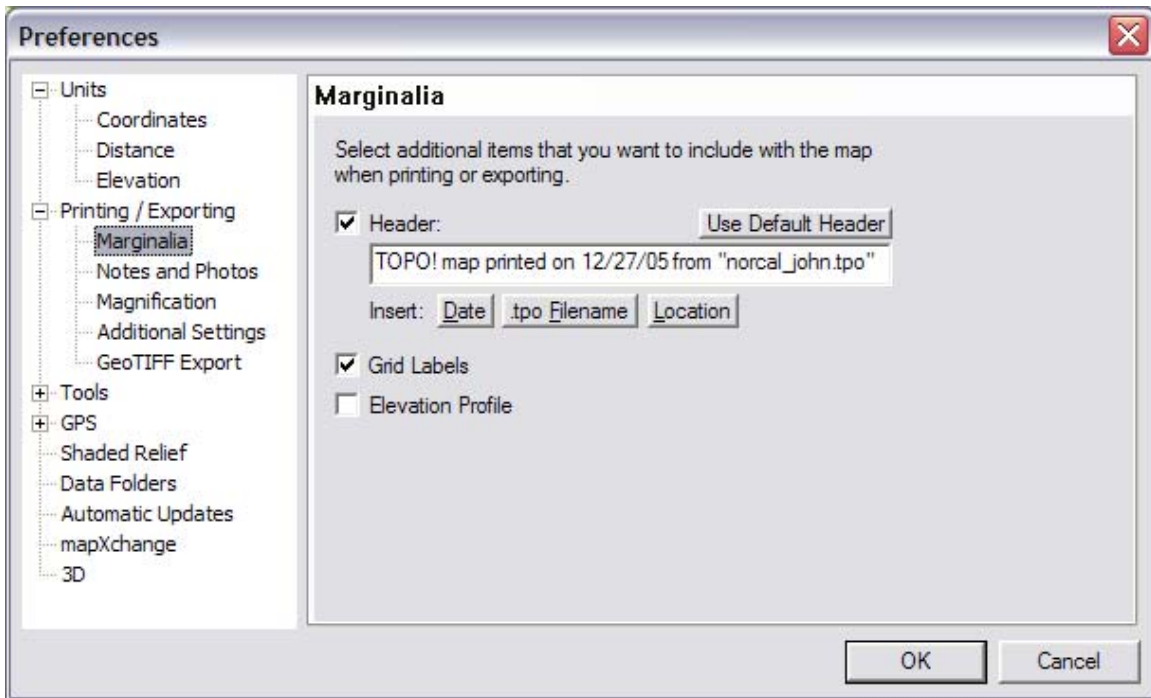 Preferences
Units
Coordinates
Distance
Elevation
Printing / Exporting
Marginalia
Notes and Photos
Magnification
Additional Settings
GeoTIFF Export
Tools
GPS
Shaded Relief
Data Folders
Automatic Updates
mapXchange
3D
Marginalia
Select additional items that you want to include with the map
when printing or exporting.
Header: Use Default Header
TOPO! map printed on 12/27/05 from "norcal_john.tpo"
Insert: Date .tpo Filename Location
Grid Labels
Elevation Profile
OK Cancel